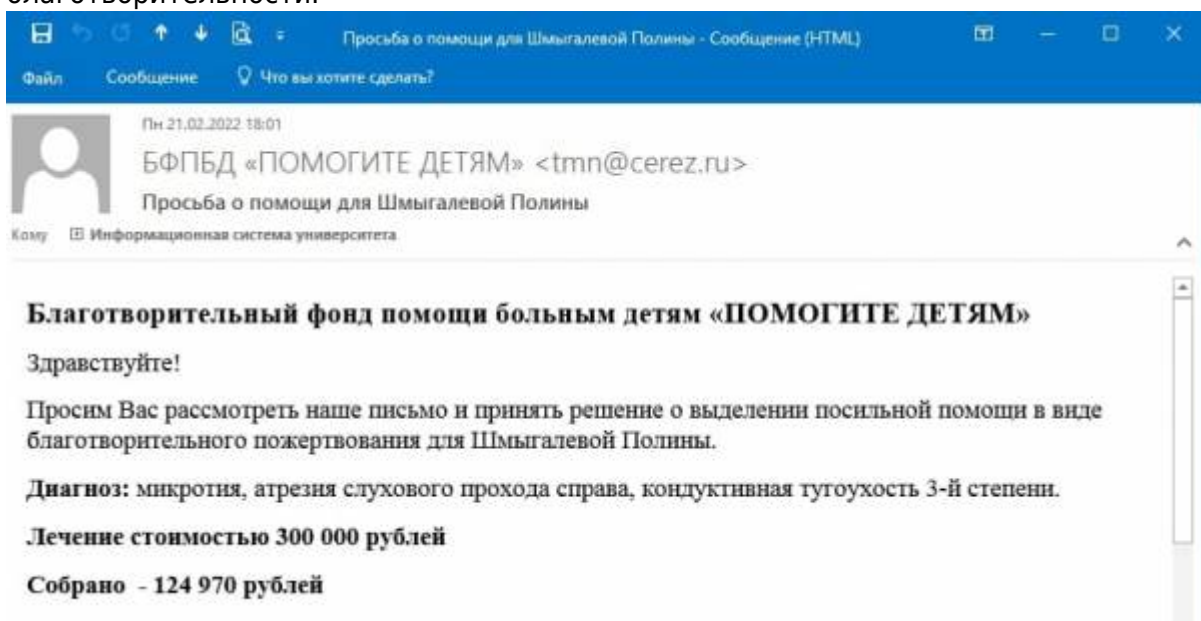 благотворительности.
Просьба о помощи для Шмыгалевой Полины - Сообщение (HTML)
Файл Сообщение Что вы хотите сделать?
Пн 21.02.2022 18:01
БФПБД «ПОМОГИТЕ ДЕТЯМ» <tmn@cerez.ru>
Просьба о помощи для Шмыгалевой Полины
Кому Информационная система университета
Благотворительный фонд помощи больным детям «ПОМОГИТЕ ДЕТЯМ»
Здравствуйте!
Просим Вас рассмотреть наше письмо и принять решение о выделении посильной помощи в виде
благотворительного пожертвования для Шмыгалевой Полины.
Диагноз: микротия, атрезия слухового прохода справа, кондуктивная тугоухость 3-й степени.
Лечение стоимостью 300 000 рублей
Собрано - 124 970 рублей